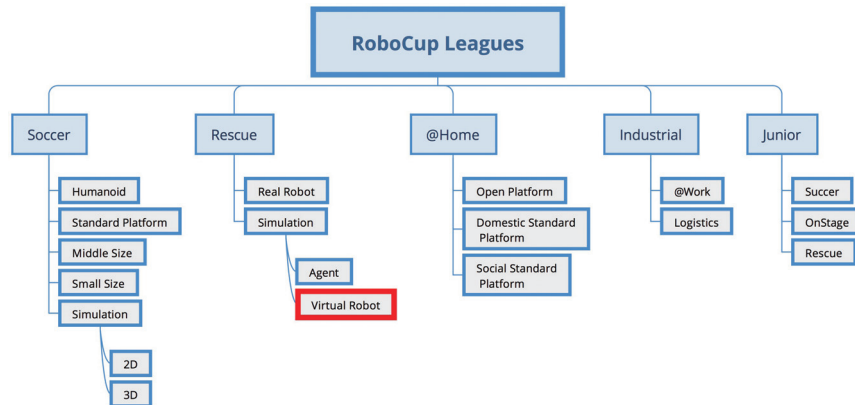 RoboCup Leagues
Soccer
Rescue
@Home
Industrial
Junior
Humanoid
Standard Platform
Middle Size
Small Size
Simulation
2D
3D
Real Robot
Simulation
Agent
Virtual Robot
Open Platform
Domestic Standard
Platform
Social Standard
Platform
@Work
Logistics
Succer
OnStage
Rescue